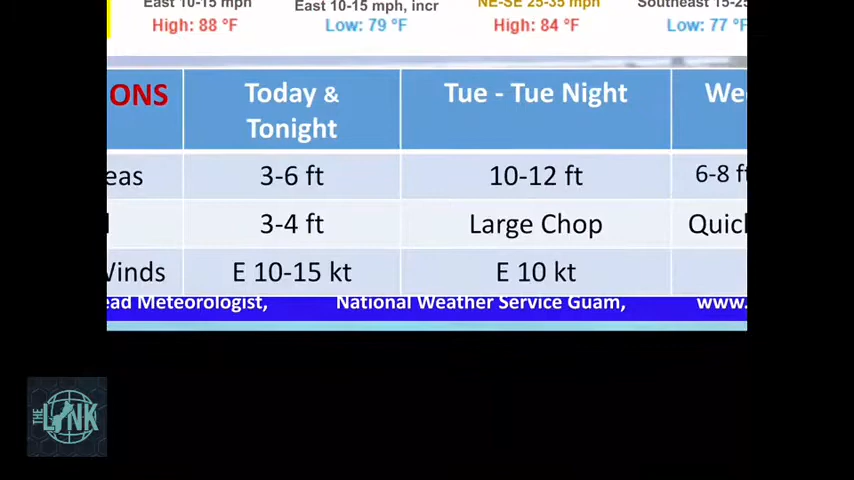 East 10-15 mph
East 10-15 mph, incr
NE-SE 25-35 mph
Southeast 15-25
High: 88 °F
Low: 79 °F
High: 84 °F
Low: 77 °F
ONS
Today &
Tonight
Tue - Tue Night
We
eas
3-6 ft
10-12 ft
6-8 ft
3-4 ft
Large Chop
Quick
Winds
E 10-15 kt
E 10 kt
ead Meteorologist,
National Weather Service Guam,
www.
THE
LINK